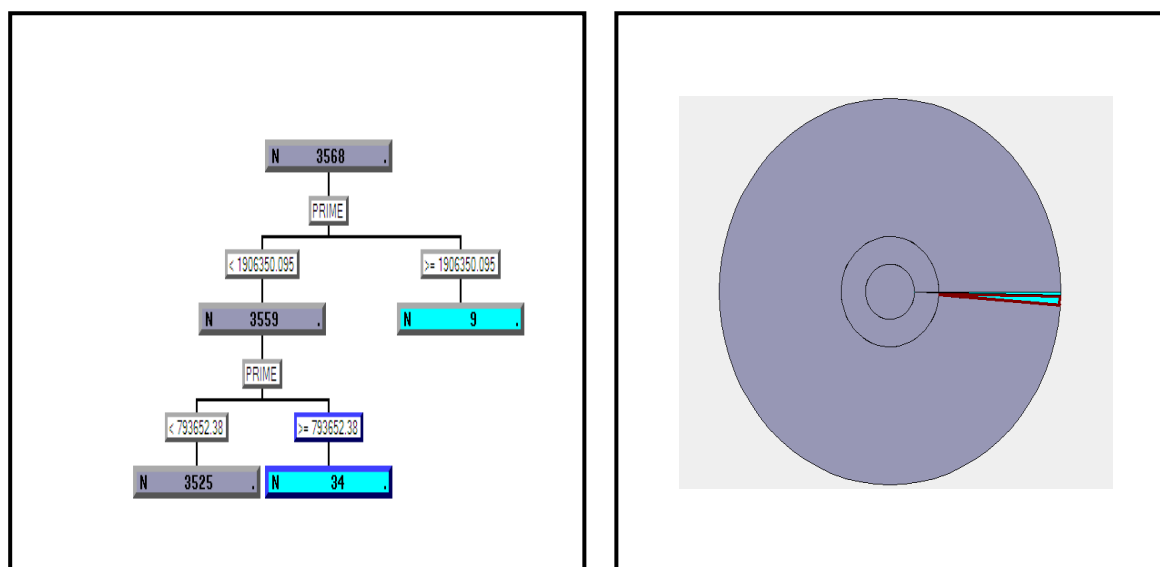 N 3568 .
PRIME
< 1906350.095 >= 1906350.095
N 3559 . N 9 .
PRIME
< 793652.38 >= 793652.38
N 3525 . N 34 .